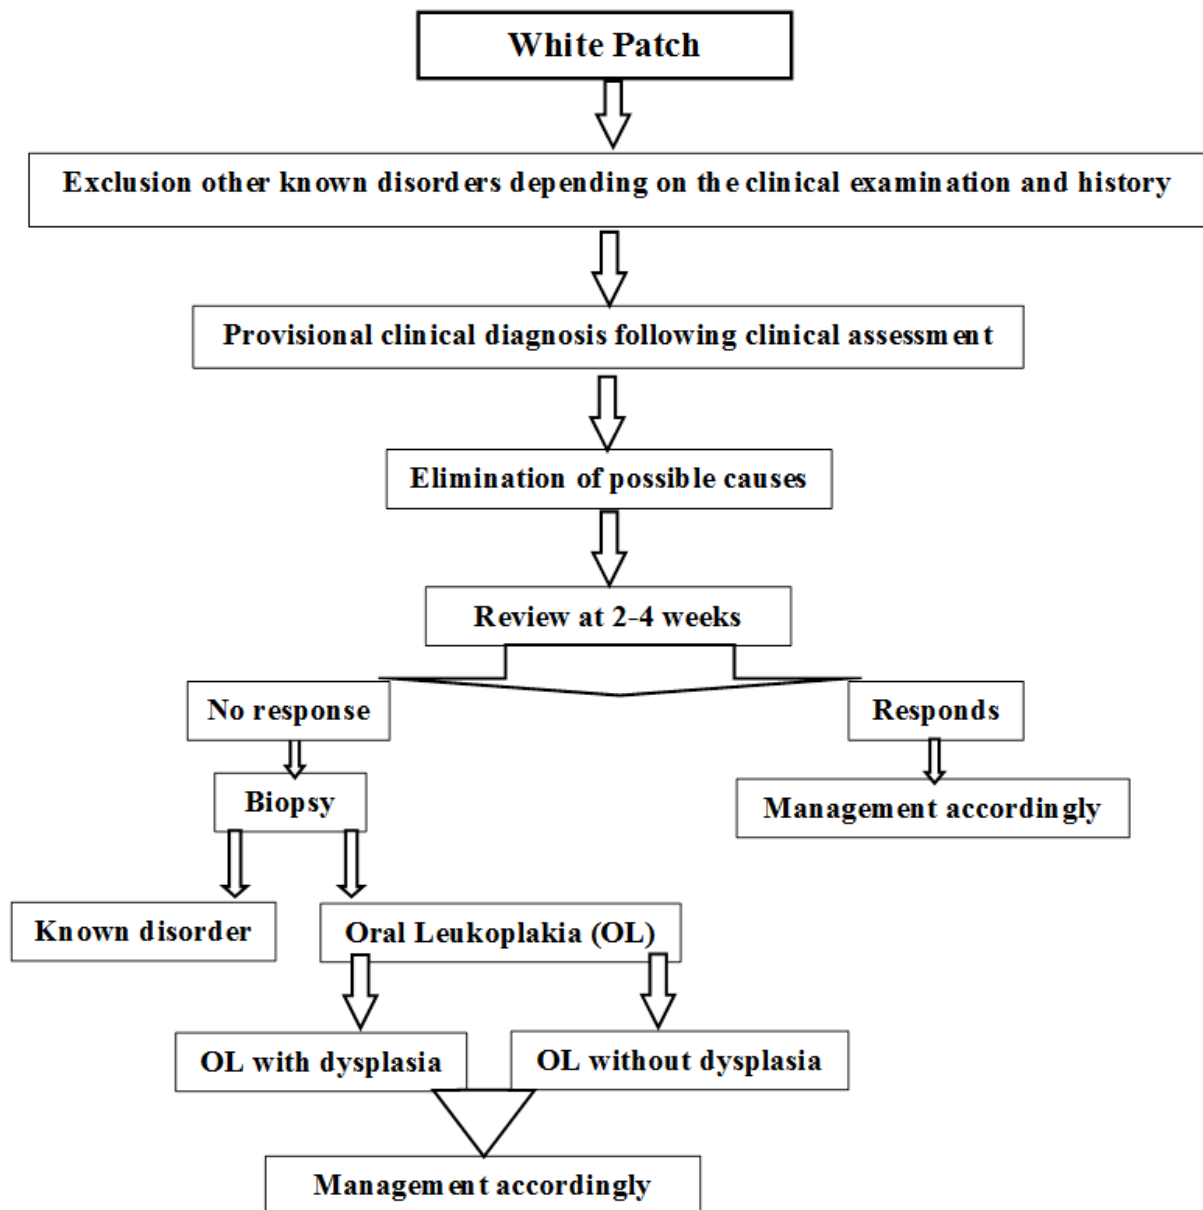 White Patch
Exclusion other known disorders depending on the clinical examination and history
Provisional clinical diagnosis following clinical assessment
Elimination of possible causes
Review at 2-4 weeks
No response
Responds
Biopsy
Management accordingly
Known disorder
Oral Leukoplakia (OL)
OL with dysplasia
OL without dysplasia
Management accordingly